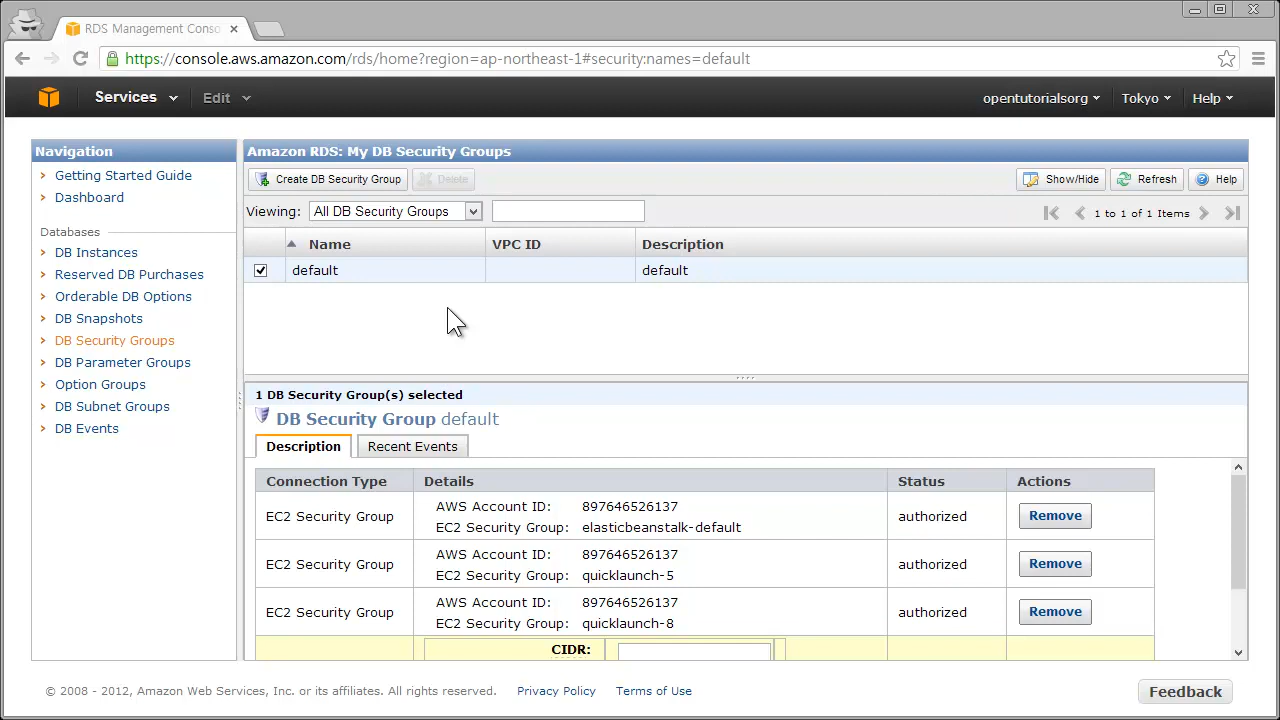 RDS Management Conso
https://console.aws.amazon.com/rds/home?region=ap-northeast-1#security:names=default
Services Edit opentutorialsorg Tokyo Help
Navigation
Getting Started Guide
Dashboard
Databases
DB Instances
Reserved DB Purchases
Orderable DB Options
DB Snapshots
DB Security Groups
DB Parameter Groups
Option Groups
DB Subnet Groups
DB Events
Amazon RDS: My DB Security Groups
Create DB Security Group Delete Show/Hide Refresh Help
Viewing: All DB Security Groups 1 to 1 of 1 Items
Name VPC ID Description
default default
1 DB Security Group(s) selected
DB Security Group default
Description Recent Events
Connection Type Details Status Actions
EC2 Security Group AWS Account ID: 897646526137 authorized Remove
EC2 Security Group: elasticbeanstalk-default
EC2 Security Group AWS Account ID: 897646526137 authorized Remove
EC2 Security Group: quicklaunch-5
EC2 Security Group AWS Account ID: 897646526137 authorized Remove
EC2 Security Group: quicklaunch-8
CIDR:
© 2008 - 2012, Amazon Web Services, Inc. or its affiliates. All rights reserved. Privacy Policy Terms of Use Feedback